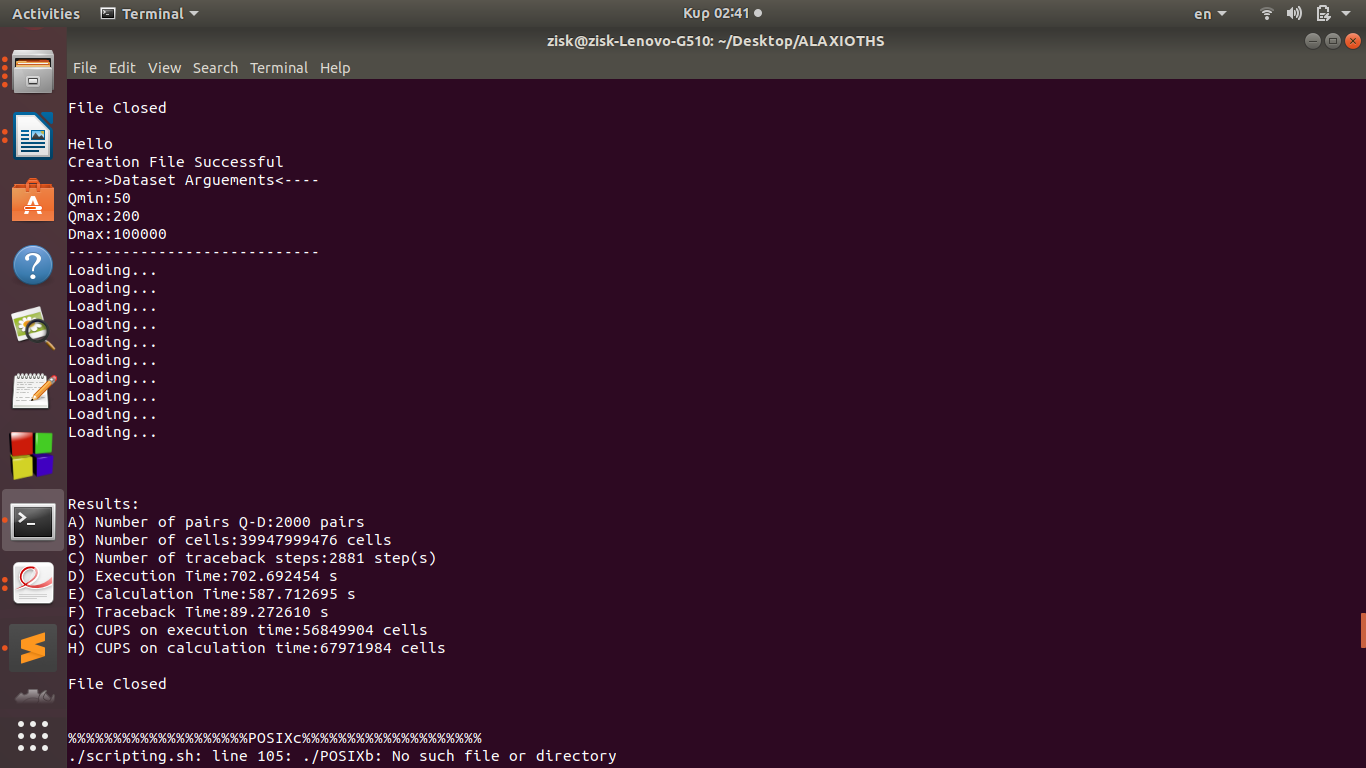 Activities Terminal Κυρ 02:41 en
zisk@zisk-Lenovo-G510: ~/Desktop/ALAXIOTHS
File Edit View Search Terminal Help
File Closed
Hello
Creation File Successful
---->Dataset Arguements<----
Qmin:50
Qmax:200
Dmax:100000
----------------------------
Loading...
Loading...
Loading...
Loading...
Loading...
Loading...
Loading...
Loading...
Loading...
Loading...
Results:
A) Number of pairs Q-D:2000 pairs
B) Number of cells:39947999476 cells
C) Number of traceback steps:2881 step(s)
D) Execution Time:702.692454 s
E) Calculation Time:587.712695 s
F) Traceback Time:89.272610 s
G) CUPS on execution time:56849904 cells
H) CUPS on calculation time:67971984 cells
File Closed
%%%%%%%%%%%%%%%%%%%%POSIXc%%%%%%%%%%%%%%%%%%%%
./scripting.sh: line 105: ./POSIXb: No such file or directory